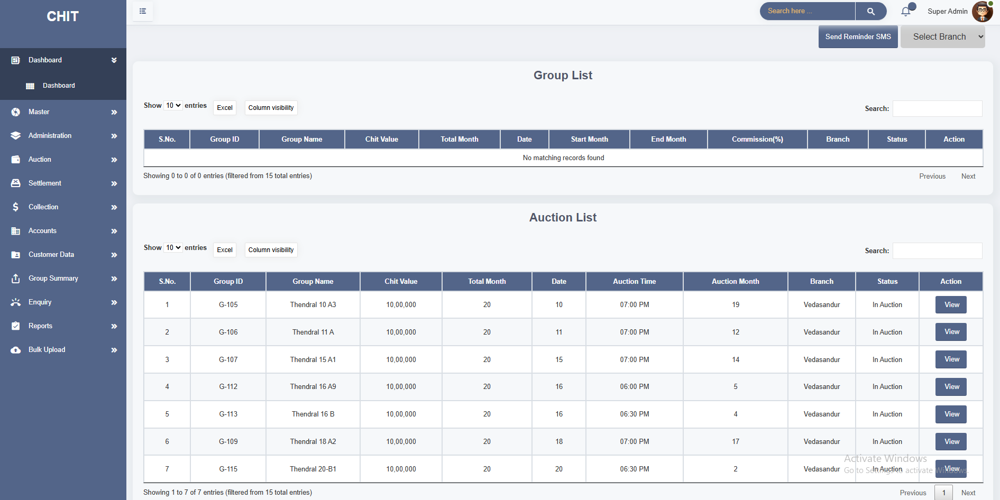 CHIT
Search here ...
Super Admin
Send Reminder SMS
Select Branch
Dashboard
Dashboard
Master
Administration
Auction
Settlement
Collection
Accounts
Customer Data
Group Summary
Enquiry
Reports
Bulk Upload
Group List
Show 10 entries Excel Column visibility Search:
S.No. Group ID Group Name Chit Value Total Month Date Start Month End Month Commission(%) Branch Status Action
No matching records found
Showing 0 to 0 of 0 entries (filtered from 15 total entries) Previous Next
Auction List
Show 10 entries Excel Column visibility Search:
S.No. Group ID Group Name Chit Value Total Month Date Auction Time Auction Month Branch Status Action
1 G-105 Thendral 10 A3 10,00,000 20 10 07:00 PM 19 Vedasandur In Auction View
2 G-106 Thendral 11 A 10,00,000 20 11 07:00 PM 12 Vedasandur In Auction View
3 G-107 Thendral 15 A1 10,00,000 20 15 07:00 PM 14 Vedasandur In Auction View
4 G-112 Thendral 16 A9 10,00,000 20 16 06:00 PM 5 Vedasandur In Auction View
5 G-113 Thendral 16 B 10,00,000 20 16 06:30 PM 4 Vedasandur In Auction View
6 G-109 Thendral 18 A2 10,00,000 20 18 07:00 PM 17 Vedasandur In Auction View
7 G-115 Thendral 20-B1 10,00,000 20 20 06:30 PM 2 Vedasandur In Auction View
Activate Windows
Go to Settings to activate Windows.
Showing 1 to 7 of 7 entries (filtered from 15 total entries) Previous 1 Next